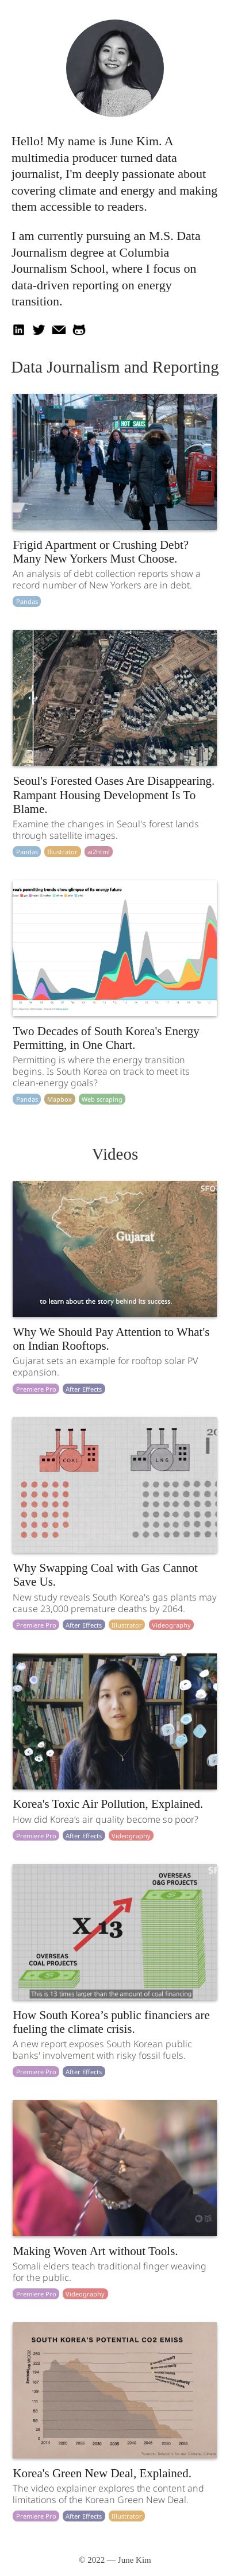 Hello! My name is June Kim. A
multimedia producer turned data
journalist, I'm deeply passionate about
covering climate and energy and making
them accessible to readers.
I am currently pursuing an M.S. Data
Journalism degree at Columbia
Journalism School, where I focus on
data-driven reporting on energy
transition.
Data Journalism and Reporting
HOT SADS
Frigid Apartment or Crushing Debt?
Many New Yorkers Must Choose.
An analysis of debt collection reports show a
record number of New Yorkers are in debt.
Pandas
Seoul's Forested Oases Are Disappearing.
Rampant Housing Development Is To
Blame.
Examine the changes in Seoul's forest lands
through satellite images.
Pandas Illustrator ai2html
rea's permitting trends show glimpse of its energy future
Two Decades of South Korea's Energy
Permitting, in One Chart.
Permitting is where the energy transition
begins. Is South Korea on track to meet its
clean-energy goals?
Pandas Mapbox Web scraping
Videos
SFO
Gujarat
to learn about the story behind its success.
Why We Should Pay Attention to What's
on Indian Rooftops.
Gujarat sets an example for rooftop solar PV
expansion.
Premiere Pro After Effects
COAL
LNG
Why Swapping Coal with Gas Cannot
Save Us.
New study reveals South Korea's gas plants may
cause 23,000 premature deaths by 2064.
Premiere Pro After Effects Illustrator Videography
Korea's Toxic Air Pollution, Explained.
How did Korea's air quality become so poor?
Premiere Pro After Effects Videography
OVERSEAS
O&G PROJECTS
X 13
OVERSEAS
COAL PROJECTS
This is 13 times larger than the amount of coal financing
How South Korea’s public financiers are
fueling the climate crisis.
A new report exposes South Korean public
banks' involvement with risky fossil fuels.
Premiere Pro After Effects
Making Woven Art without Tools.
Somali elders teach traditional finger weaving
for the public.
Premiere Pro Videography
SOUTH KOREA'S POTENTIAL CO2 EMISS
Korea's Green New Deal, Explained.
The video explainer explores the content and
limitations of the Korean Green New Deal.
Premiere Pro After Effects Illustrator
© 2022 — June Kim